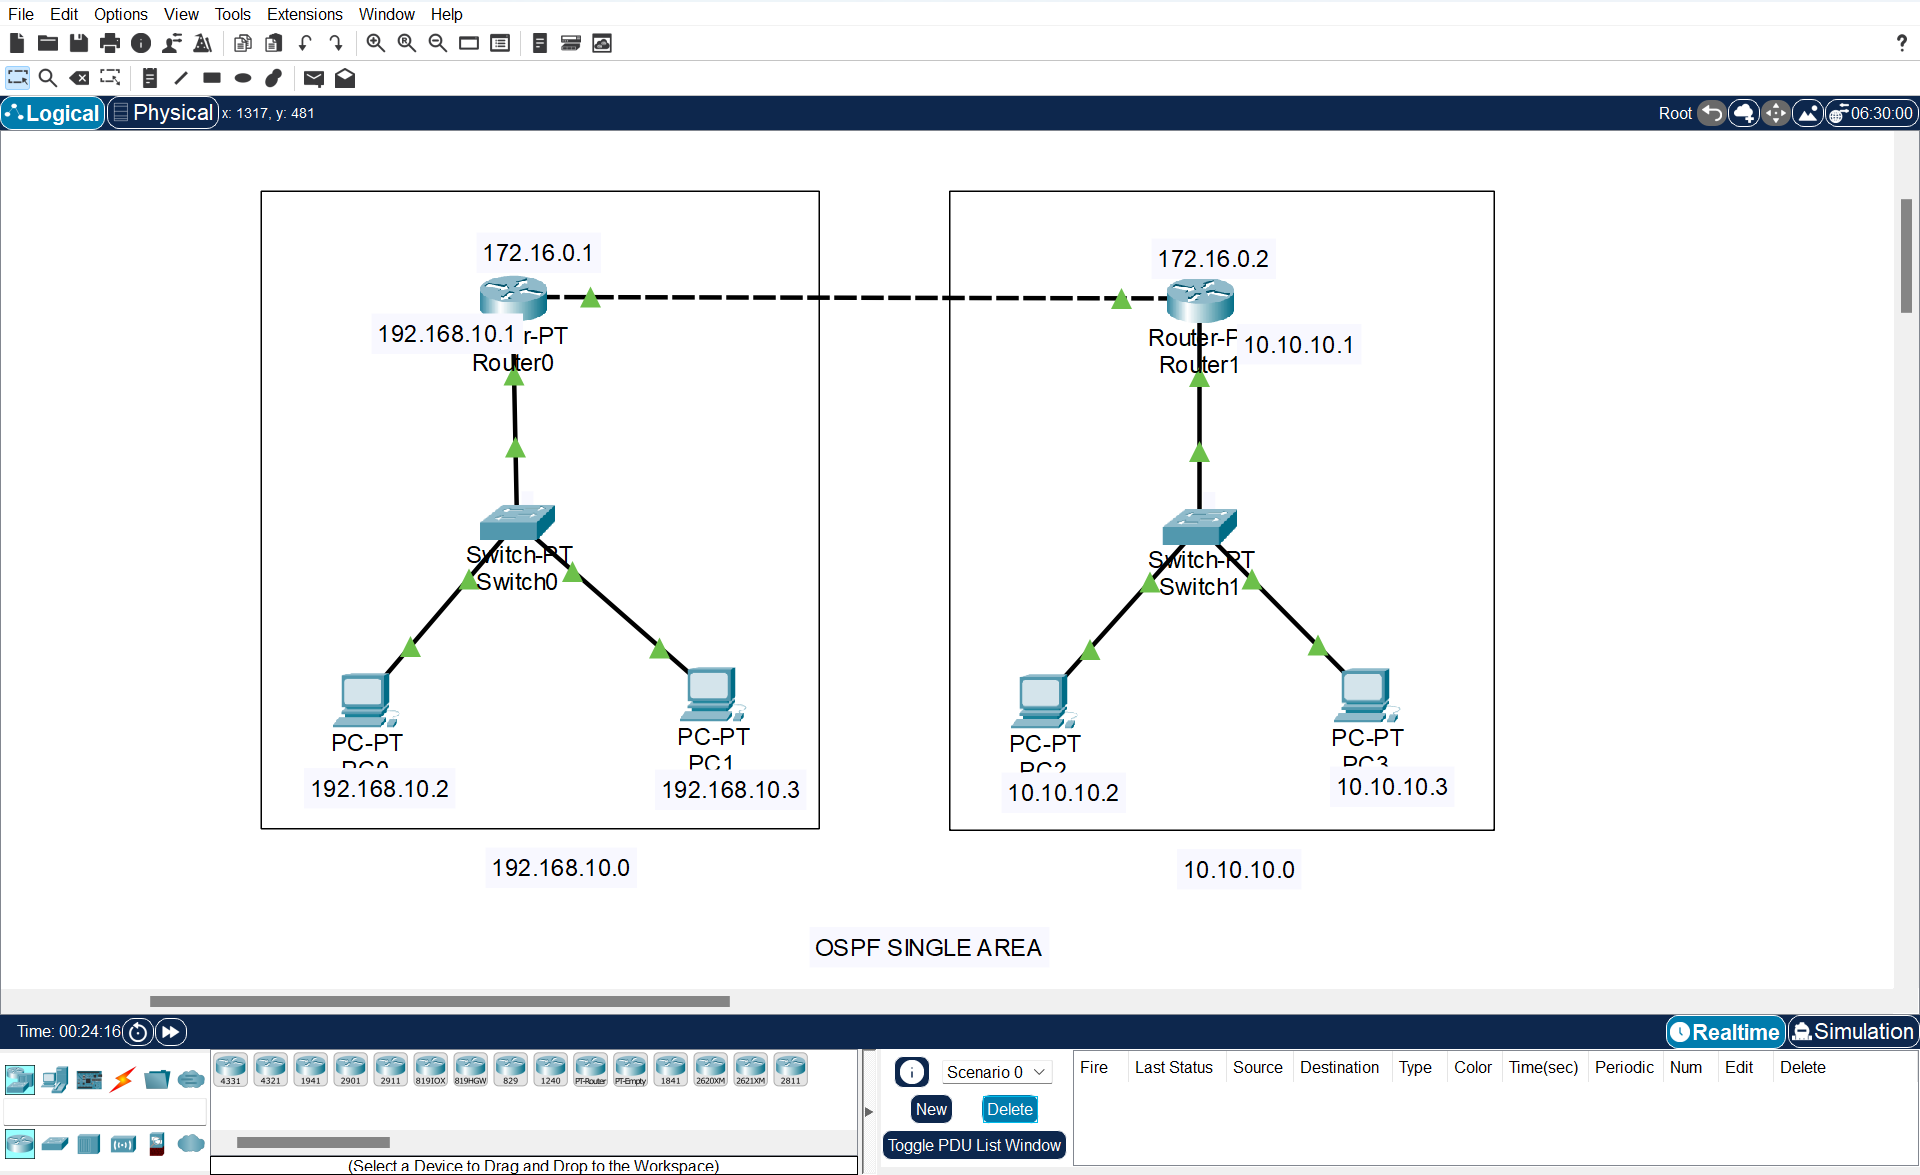 File Edit Options View Tools Extensions Window Help
?
Logical Physical x: 1317, y: 481 Root 06:30:00
172.16.0.1
172.16.0.2
192.168.10.1 r-PT
Router0
Router-P
10.10.10.1
Router1
Switch-PT
Switch0
Switch-PT
Switch1
PC-PT
PC0
192.168.10.2
PC-PT
PC1
192.168.10.3
PC-PT
PC2
10.10.10.2
PC-PT
PC3
10.10.10.3
192.168.10.0
10.10.10.0
OSPF SINGLE AREA
Time: 00:24:16 Realtime Simulation
4331 4321 1941 2901 2911 819IOX 819HGW 829 1240 PT-Router PT-Empty 1841 2620XM 2621XM 2811
(Select a Device to Drag and Drop to the Workspace)
Scenario 0
New Delete
Toggle PDU List Window
Fire Last Status Source Destination Type Color Time(sec) Periodic Num Edit Delete